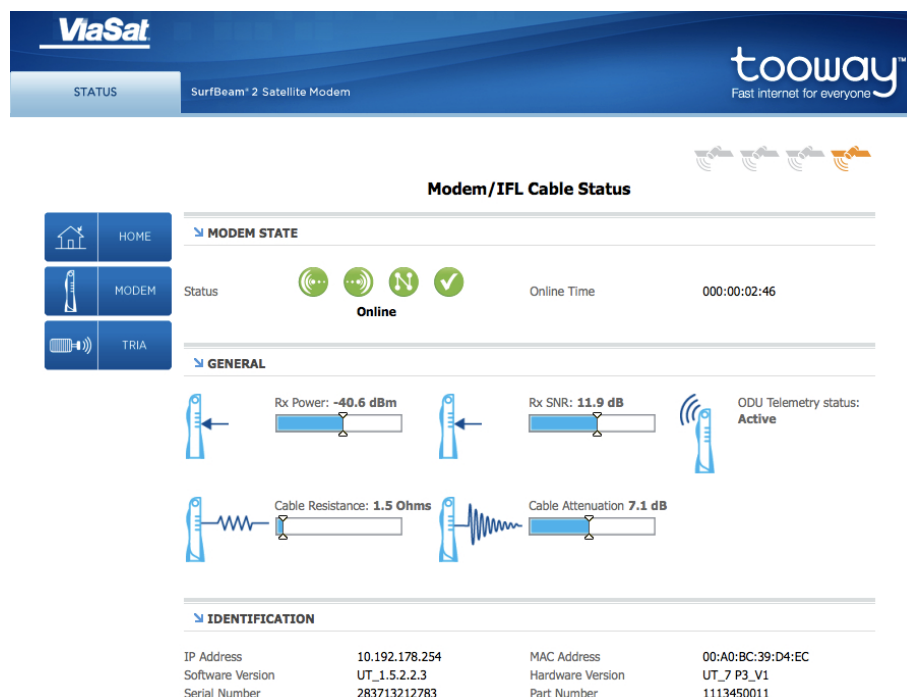 ViaSat
tooway™
Fast internet for everyone
STATUS
SurfBeam® 2 Satellite Modem
Modem/IFL Cable Status
HOME
MODEM
TRIA
MODEM STATE
Status
Online
Online Time 000:00:02:46
GENERAL
Rx Power: -40.6 dBm
Rx SNR: 11.9 dB
ODU Telemetry status:
Active
Cable Resistance: 1.5 Ohms
Cable Attenuation 7.1 dB
IDENTIFICATION
IP Address 10.192.178.254 MAC Address 00:A0:BC:39:D4:EC
Software Version UT_1.5.2.2.3 Hardware Version UT_7 P3_V1
Serial Number 283713212783 Part Number 1113450011